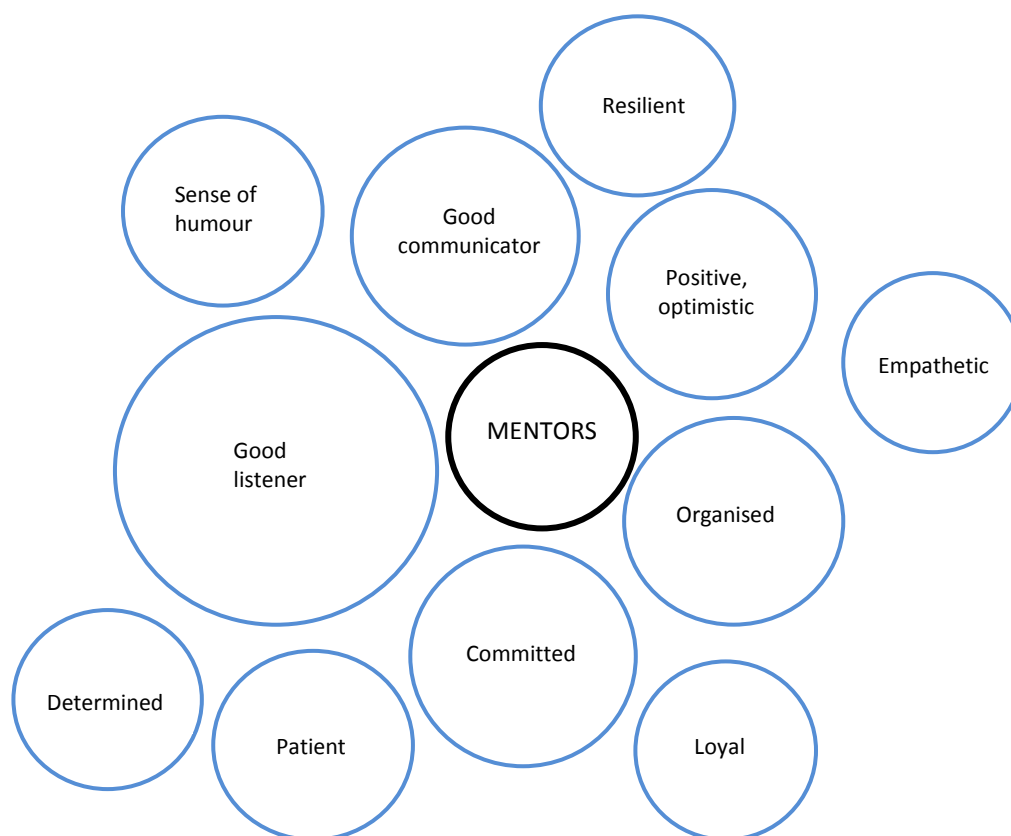 Resilient
Sense of
humour
Good
communicator
Positive,
optimistic
Empathetic
MENTORS
Good
listener
Organised
Committed
Determined
Patient
Loyal